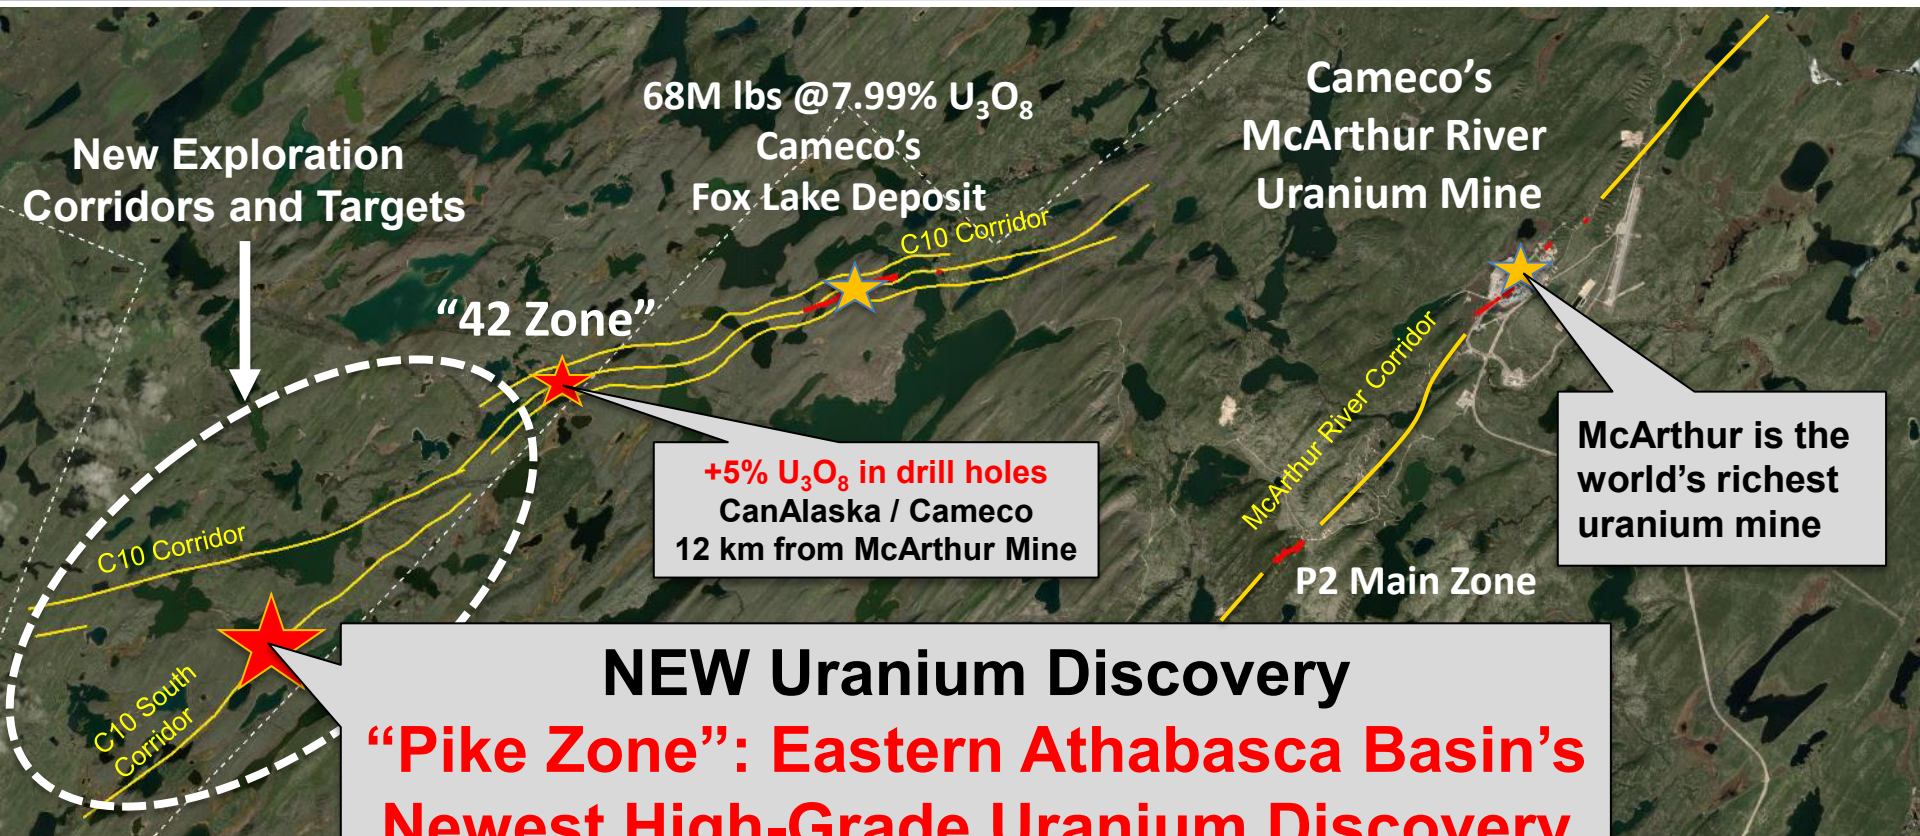 New Exploration
Corridors and Targets
68M lbs @7.99% U₃O₈
Cameco’s
Fox Lake Deposit
Cameco’s
McArthur River
Uranium Mine
C10 Corridor
“42 Zone”
McArthur River Corridor
+5% U₃O₈ in drill holes
CanAlaska / Cameco
12 km from McArthur Mine
McArthur is the
world’s richest
uranium mine
C10 Corridor
P2 Main Zone
C10 South
Corridor
NEW Uranium Discovery
“Pike Zone”: Eastern Athabasca Basin’s
Newest High-Grade Uranium Discovery